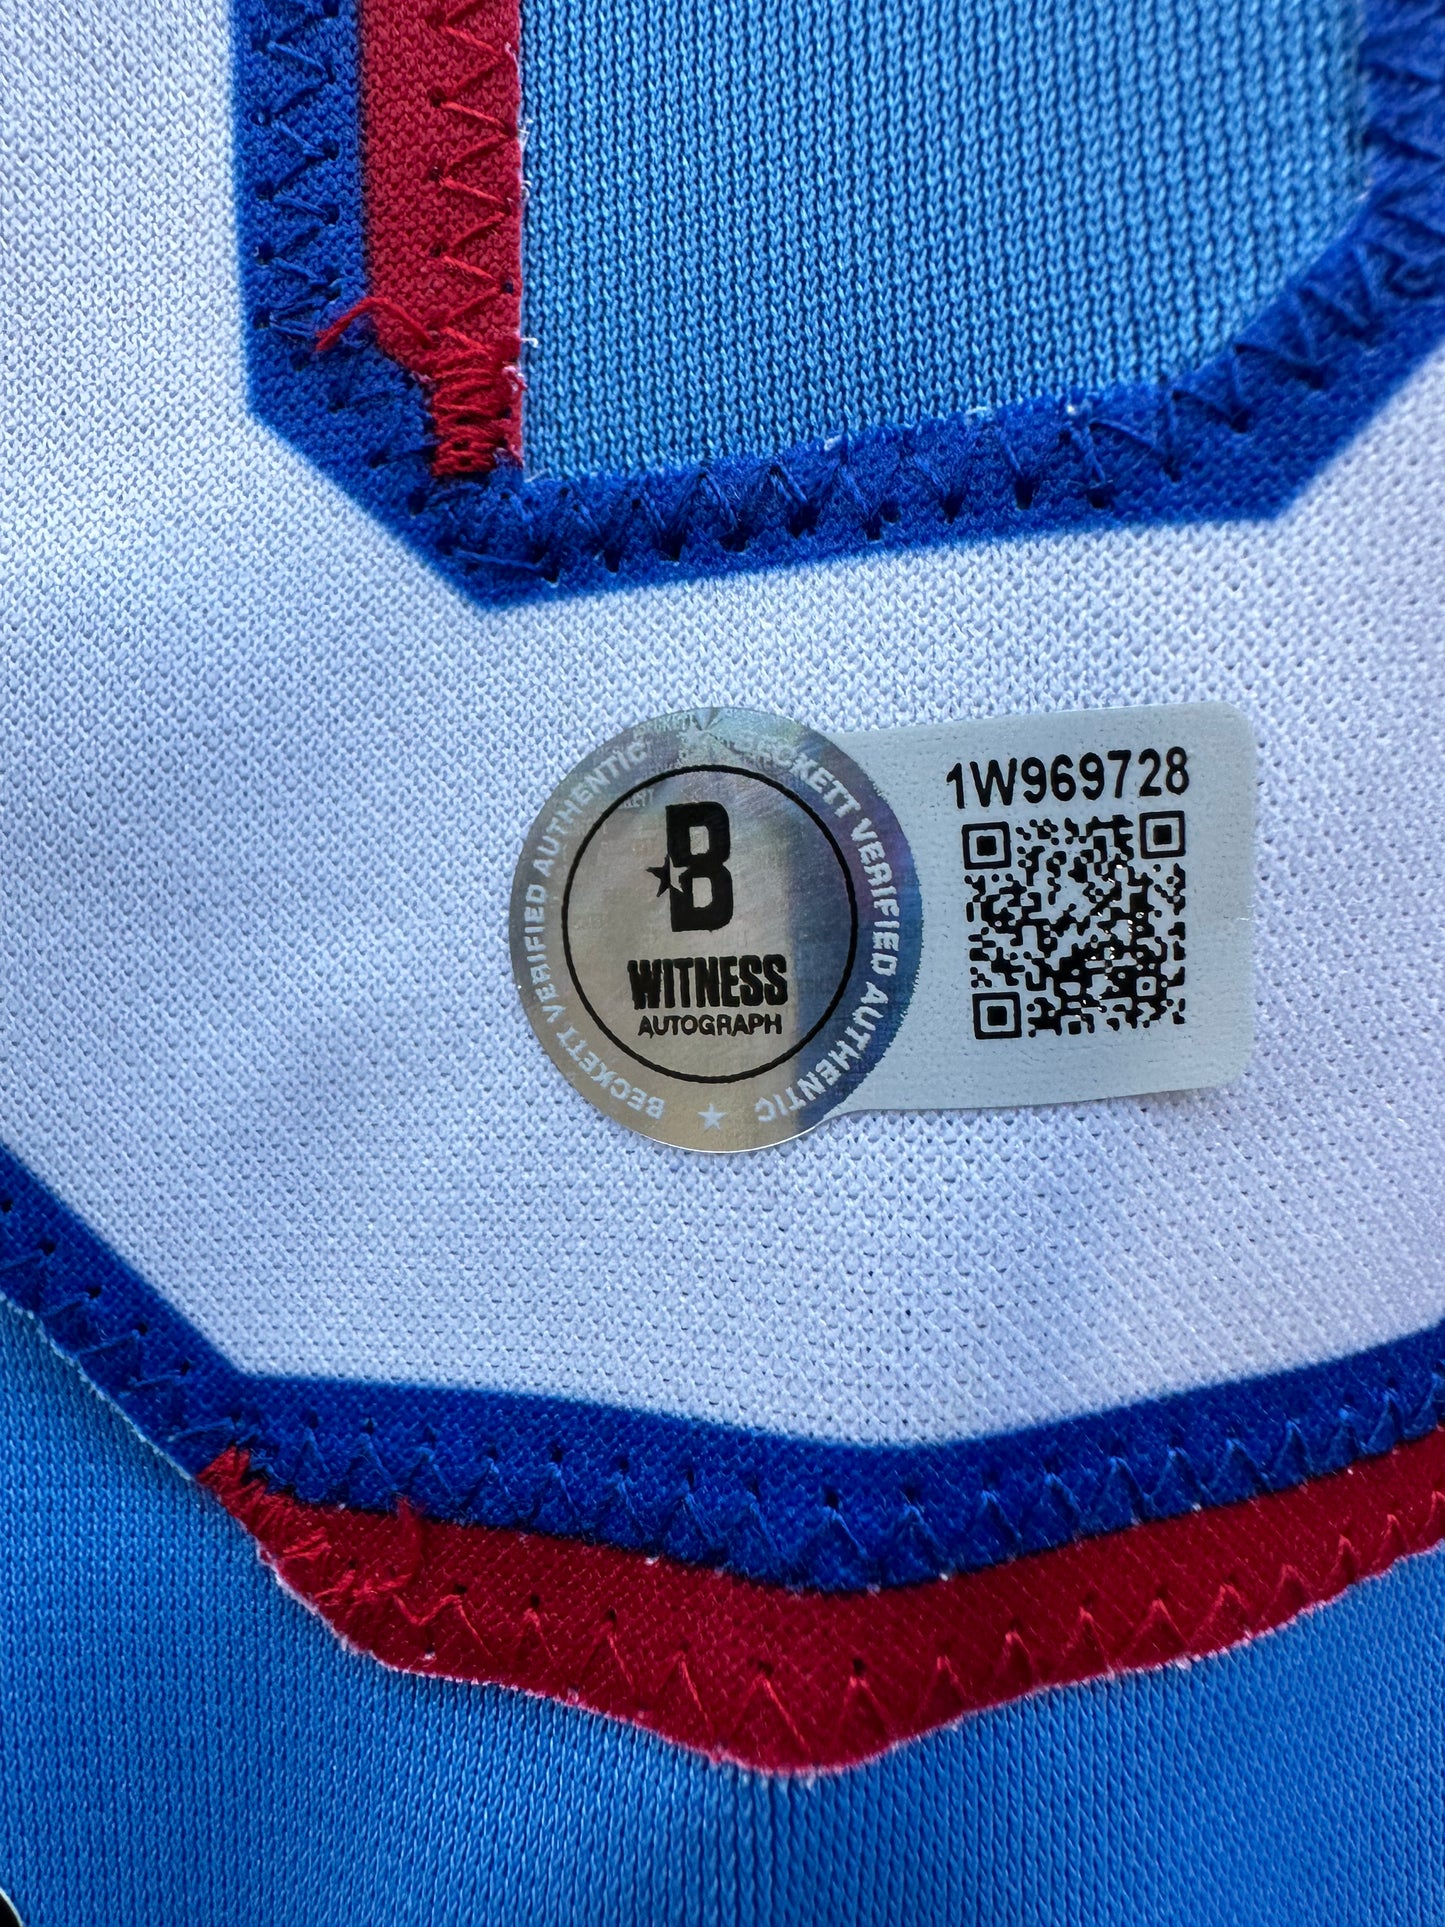 BECKETT VERIFIED AUTHENTIC
BECKETT VERIFIED AUTHENTIC
B
WITNESS
AUTOGRAPH
1W969728